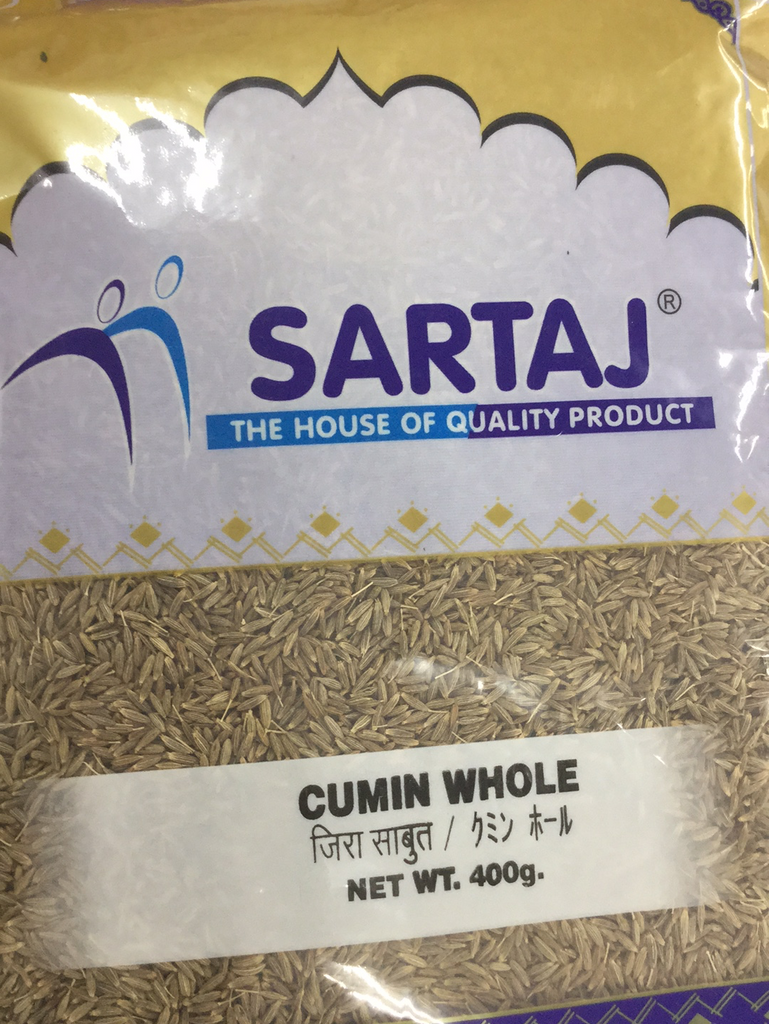 SARTAJ®
THE HOUSE OF QUALITY PRODUCT
CUMIN WHOLE
जिरा साबुत / クミン ホール
NET WT. 400g.